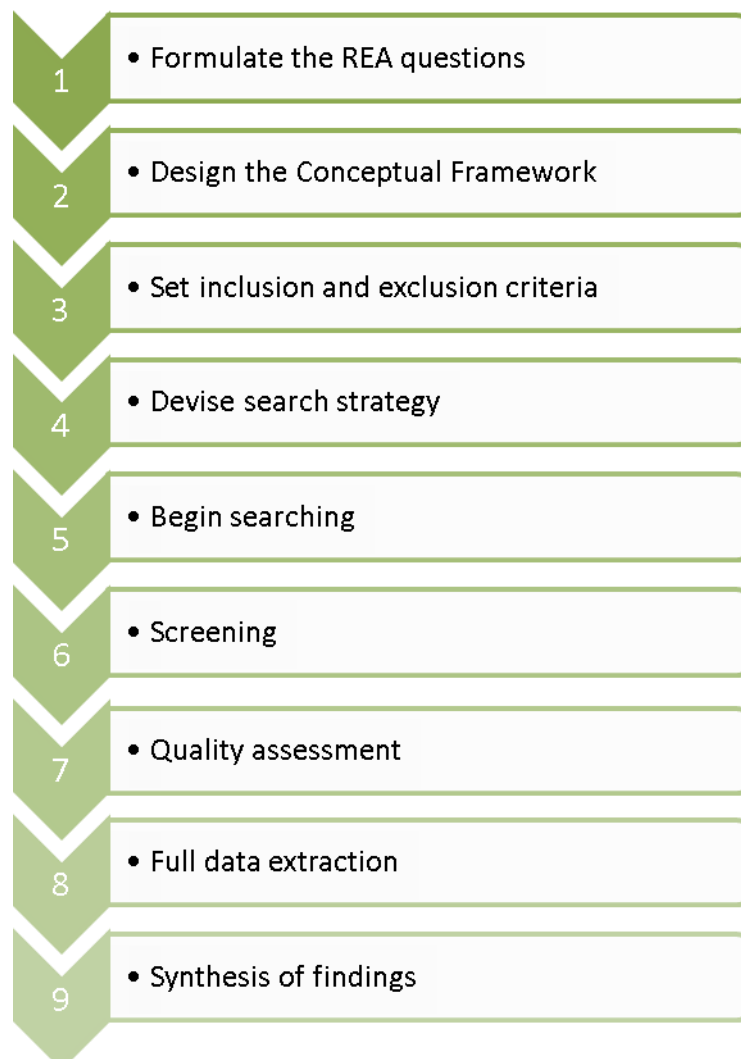 1
• Formulate the REA questions
2
• Design the Conceptual Framework
3
• Set inclusion and exclusion criteria
4
• Devise search strategy
5
• Begin searching
6
• Screening
7
• Quality assessment
8
• Full data extraction
9
• Synthesis of findings